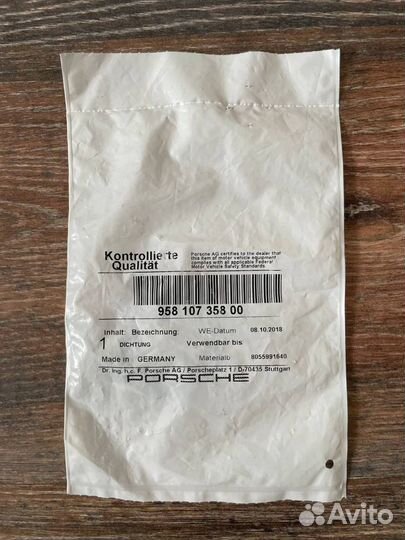 Kontrollierte
Qualität
Porsche AG certifies to the dealer that
this item of motor vehicle equipment
complies with all applicable Federal
Motor Vehicle Safety Standards
958 107 358 00
Inhalt: Bezeichnung: WE-Datum 08.10.2018
1 DICHTUNG Verwendbar bis
Made in GERMANY Materialb 8055991640
Dr. Ing. h.c. F. Porsche AG / Porscheplatz 1 / D-70435 Stuttgart
PORSCHE
Avito